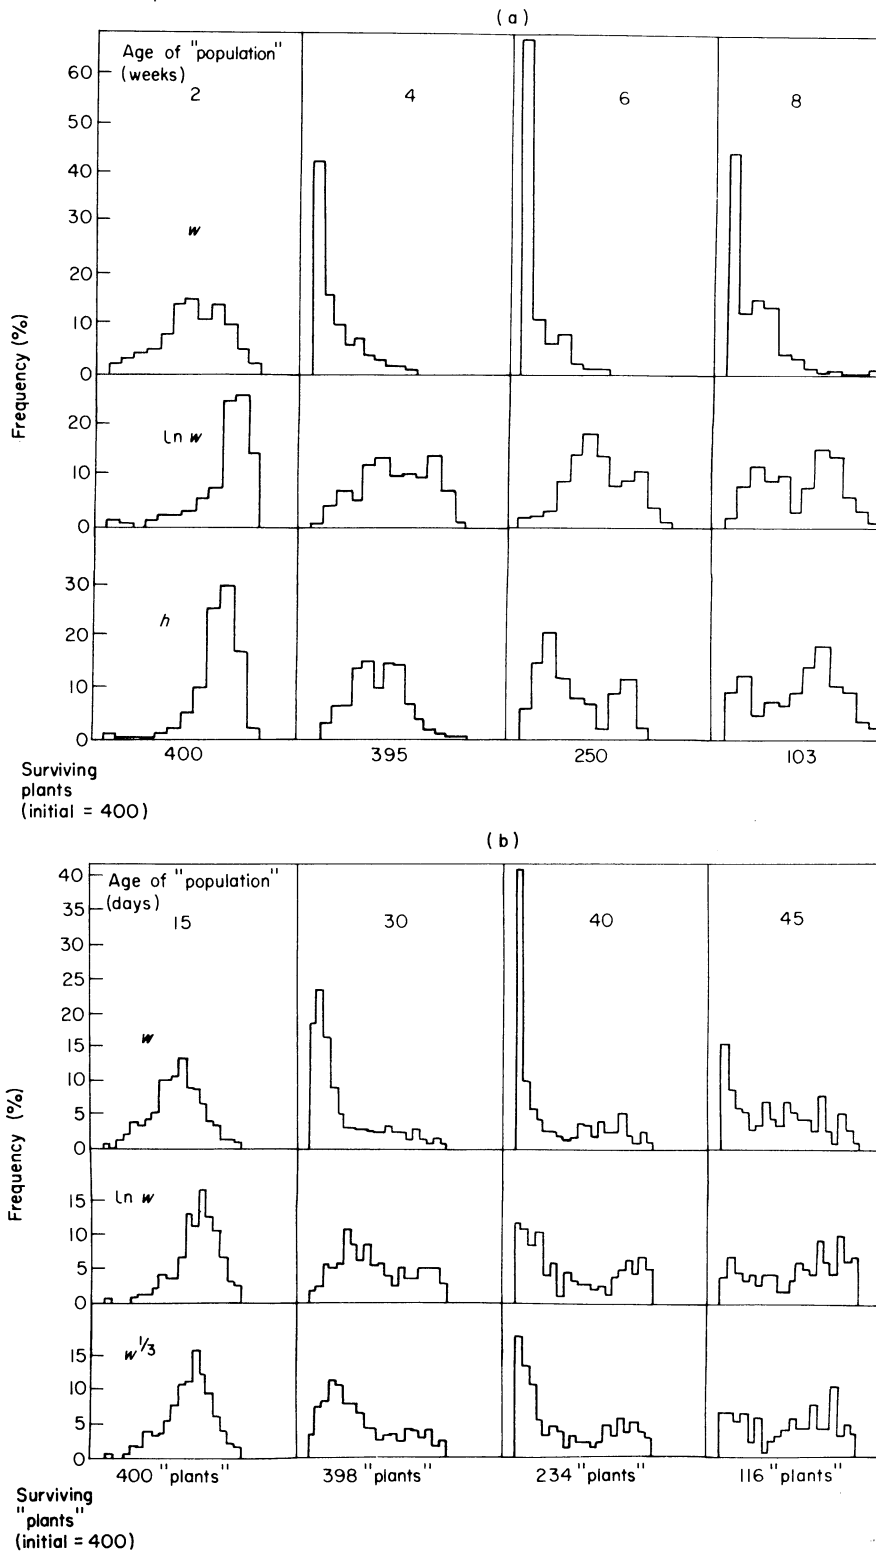 (a)
Age of "population"
(weeks)
2 4 6 8
60
50
40
30
20
10
0
w
Frequency (%)
20
10
0
ln w
30
20
10
0
h
400 395 250 103
Surviving
plants
(initial = 400)
(b)
Age of "population"
(days)
15 30 40 45
40
35
30
25
20
15
10
5
0
w
Frequency (%)
15
10
5
0
ln w
15
10
5
0
w^1/3
400 "plants" 398 "plants" 234 "plants" 116 "plants"
Surviving
"plants"
(initial = 400)